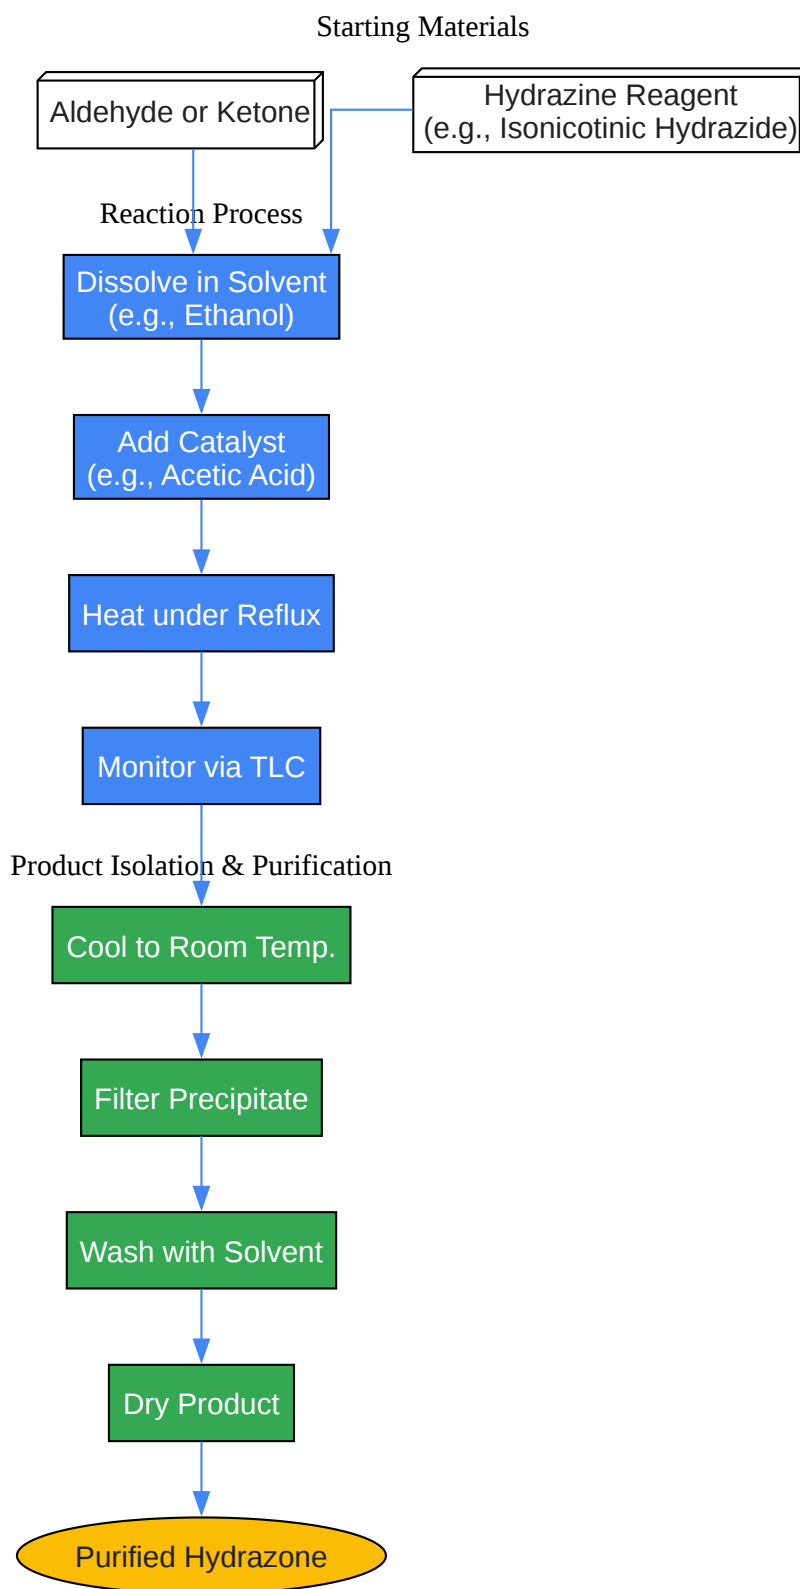 Starting Materials
Aldehyde or Ketone
Hydrazine Reagent
(e.g., Isonicotinic Hydrazide)
Reaction Process
Dissolve in Solvent
(e.g., Ethanol)
Add Catalyst
(e.g., Acetic Acid)
Heat under Reflux
Monitor via TLC
Product Isolation & Purification
Cool to Room Temp.
Filter Precipitate
Wash with Solvent
Dry Product
Purified Hydrazone